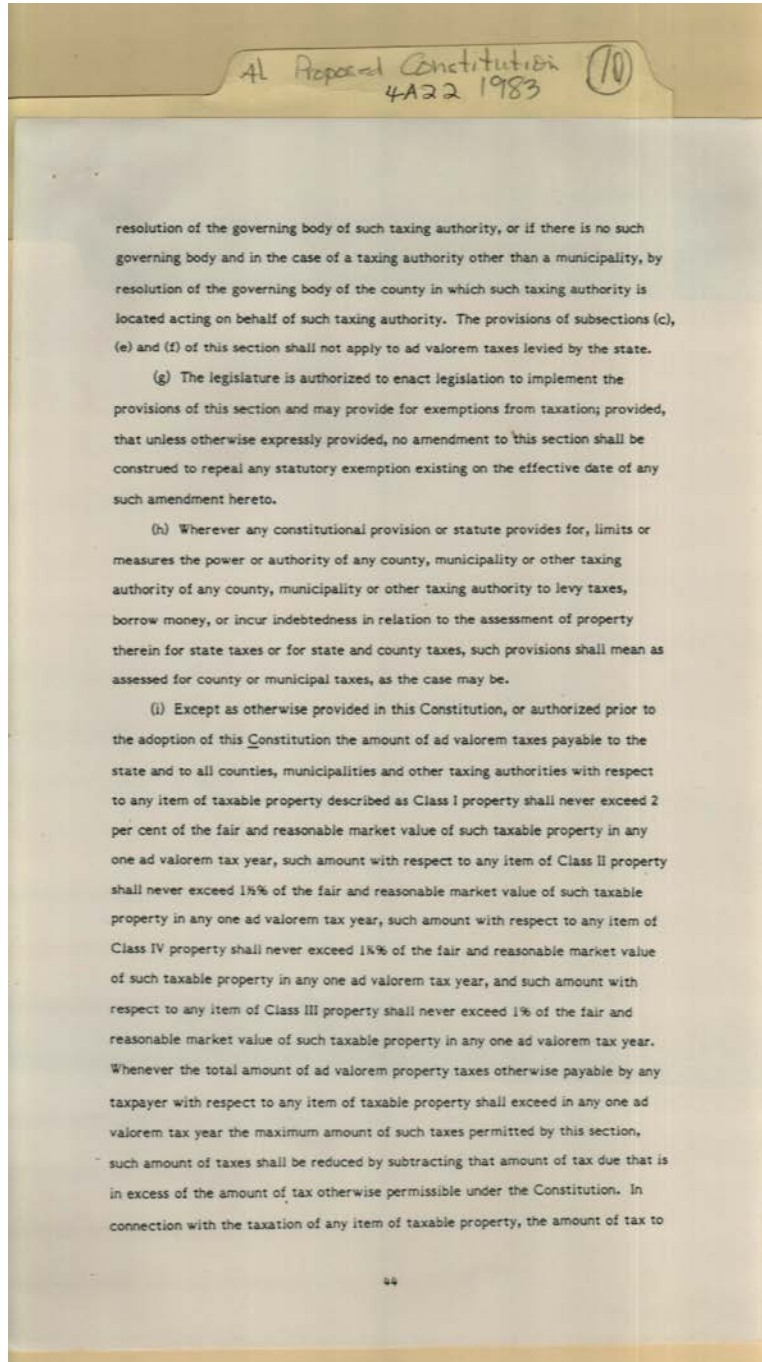 AL Proposed Constitution (10)
4A22 1983
resolution of the governing body of such taxing authority, or if there is no such
governing body and in the case of a taxing authority other than a municipality, by
resolution of the governing body of the county in which such taxing authority is
located acting on behalf of such taxing authority. The provisions of subsections (c),
(e) and (f) of this section shall not apply to ad valorem taxes levied by the state.
(g) The legislature is authorized to enact legislation to implement the
provisions of this section and may provide for exemptions from taxation; provided,
that unless otherwise expressly provided, no amendment to this section shall be
construed to repeal any statutory exemption existing on the effective date of any
such amendment hereto.
(h) Wherever any constitutional provision or statute provides for, limits or
measures the power or authority of any county, municipality or other taxing
authority of any county, municipality or other taxing authority to levy taxes,
borrow money, or incur indebtedness in relation to the assessment of property
therein for state taxes or for state and county taxes, such provisions shall mean as
assessed for county or municipal taxes, as the case may be.
(i) Except as otherwise provided in this Constitution, or authorized prior to
the adoption of this Constitution the amount of ad valorem taxes payable to the
state and to all counties, municipalities and other taxing authorities with respect
to any item of taxable property described as Class I property shall never exceed 2
per cent of the fair and reasonable market value of such taxable property in any
one ad valorem tax year, such amount with respect to any item of Class II property
shall never exceed 1½% of the fair and reasonable market value of such taxable
property in any one ad valorem tax year, such amount with respect to any item of
Class IV property shall never exceed 1¼% of the fair and reasonable market value
of such taxable property in any one ad valorem tax year, and such amount with
respect to any item of Class III property shall never exceed 1% of the fair and
reasonable market value of such taxable property in any one ad valorem tax year.
Whenever the total amount of ad valorem property taxes otherwise payable by any
taxpayer with respect to any item of taxable property shall exceed in any one ad
valorem tax year the maximum amount of such taxes permitted by this section,
such amount of taxes shall be reduced by subtracting that amount of tax due that is
in excess of the amount of tax otherwise permissible under the Constitution. In
connection with the taxation of any item of taxable property, the amount of tax to
44